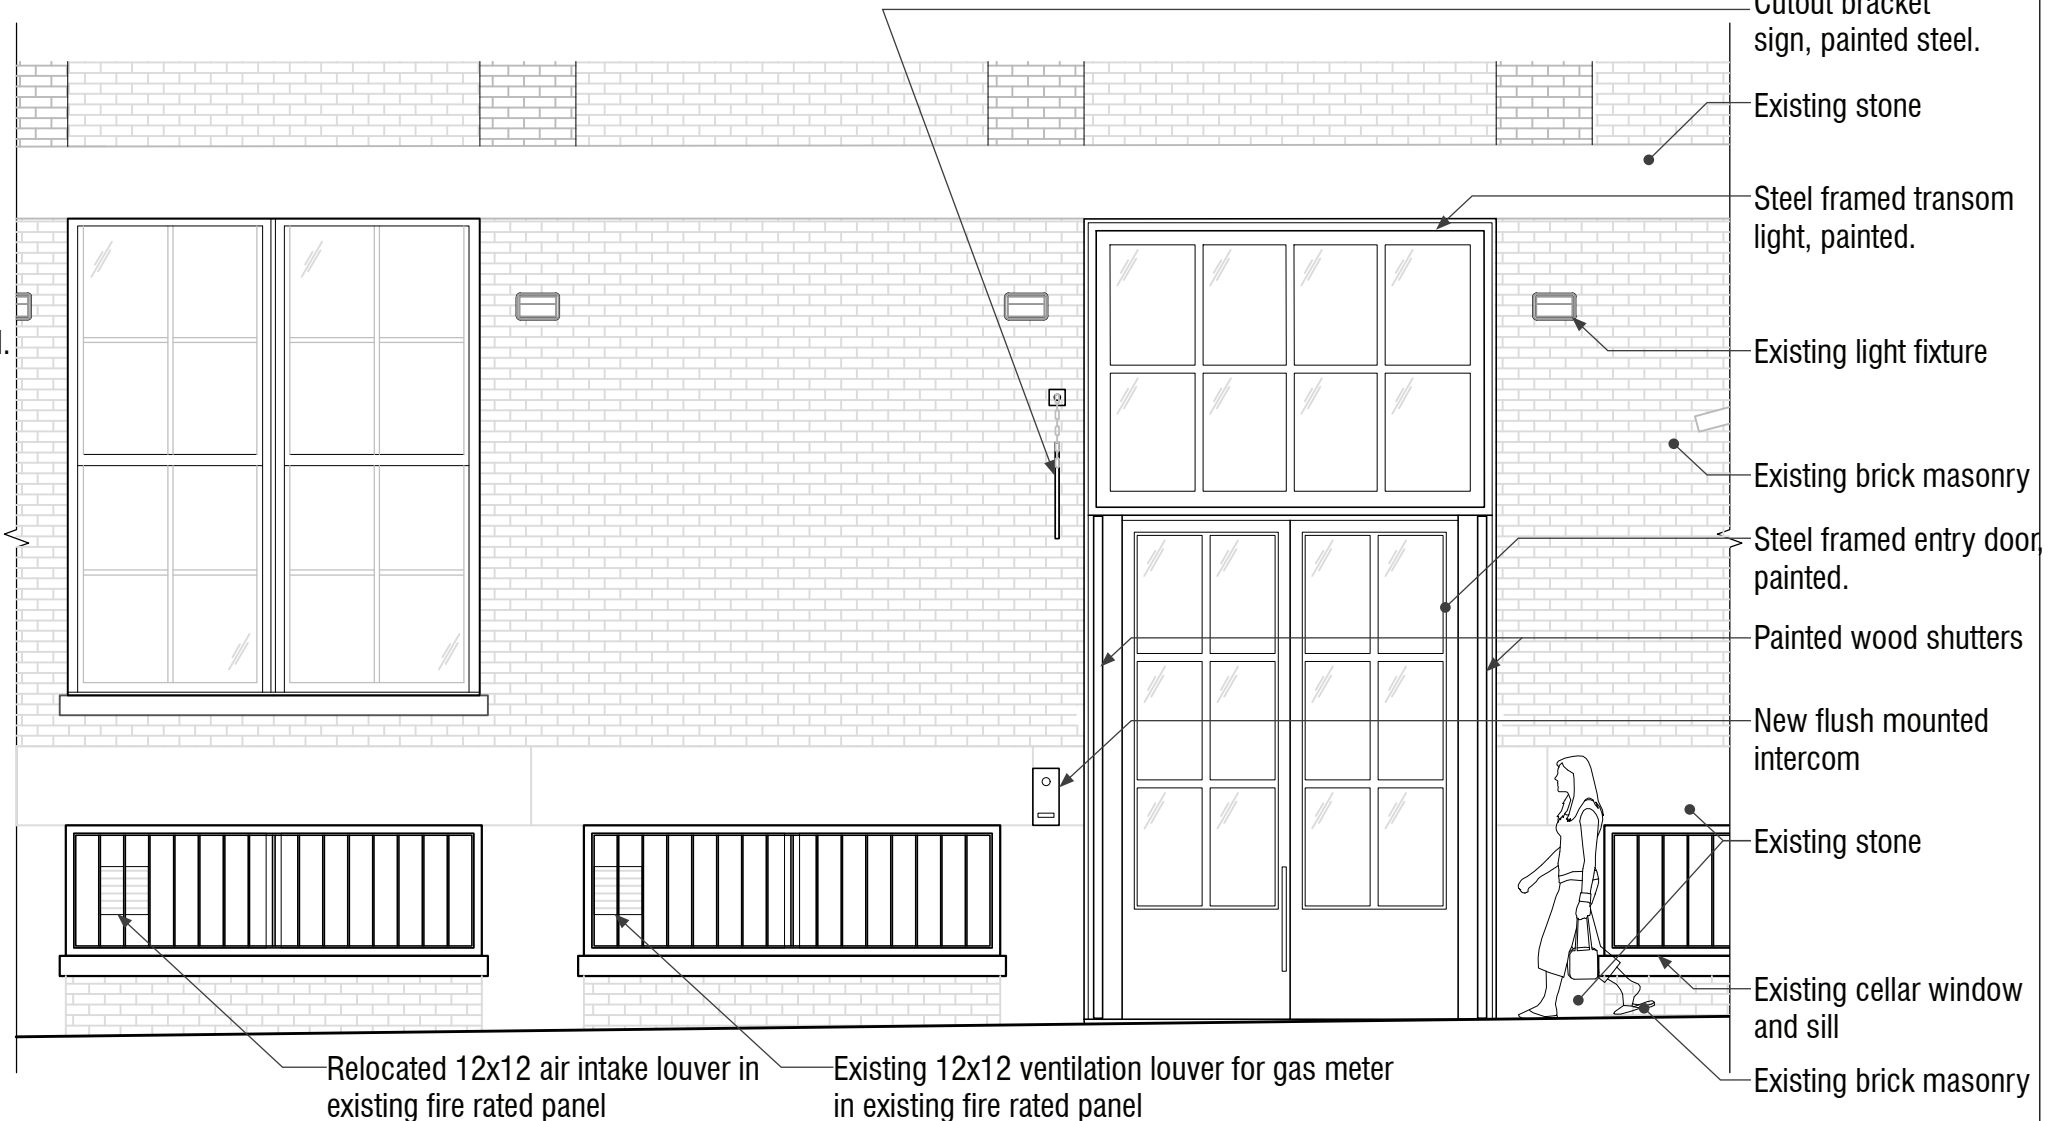 Cutout bracket
sign, painted steel.
Existing stone
Steel framed transom
light, painted.
Existing light fixture
Existing brick masonry
Steel framed entry door,
painted.
Painted wood shutters
New flush mounted
intercom
Existing stone
Existing cellar window
and sill
Existing brick masonry
Relocated 12x12 air intake louver in
existing fire rated panel
Existing 12x12 ventilation louver for gas meter
in existing fire rated panel